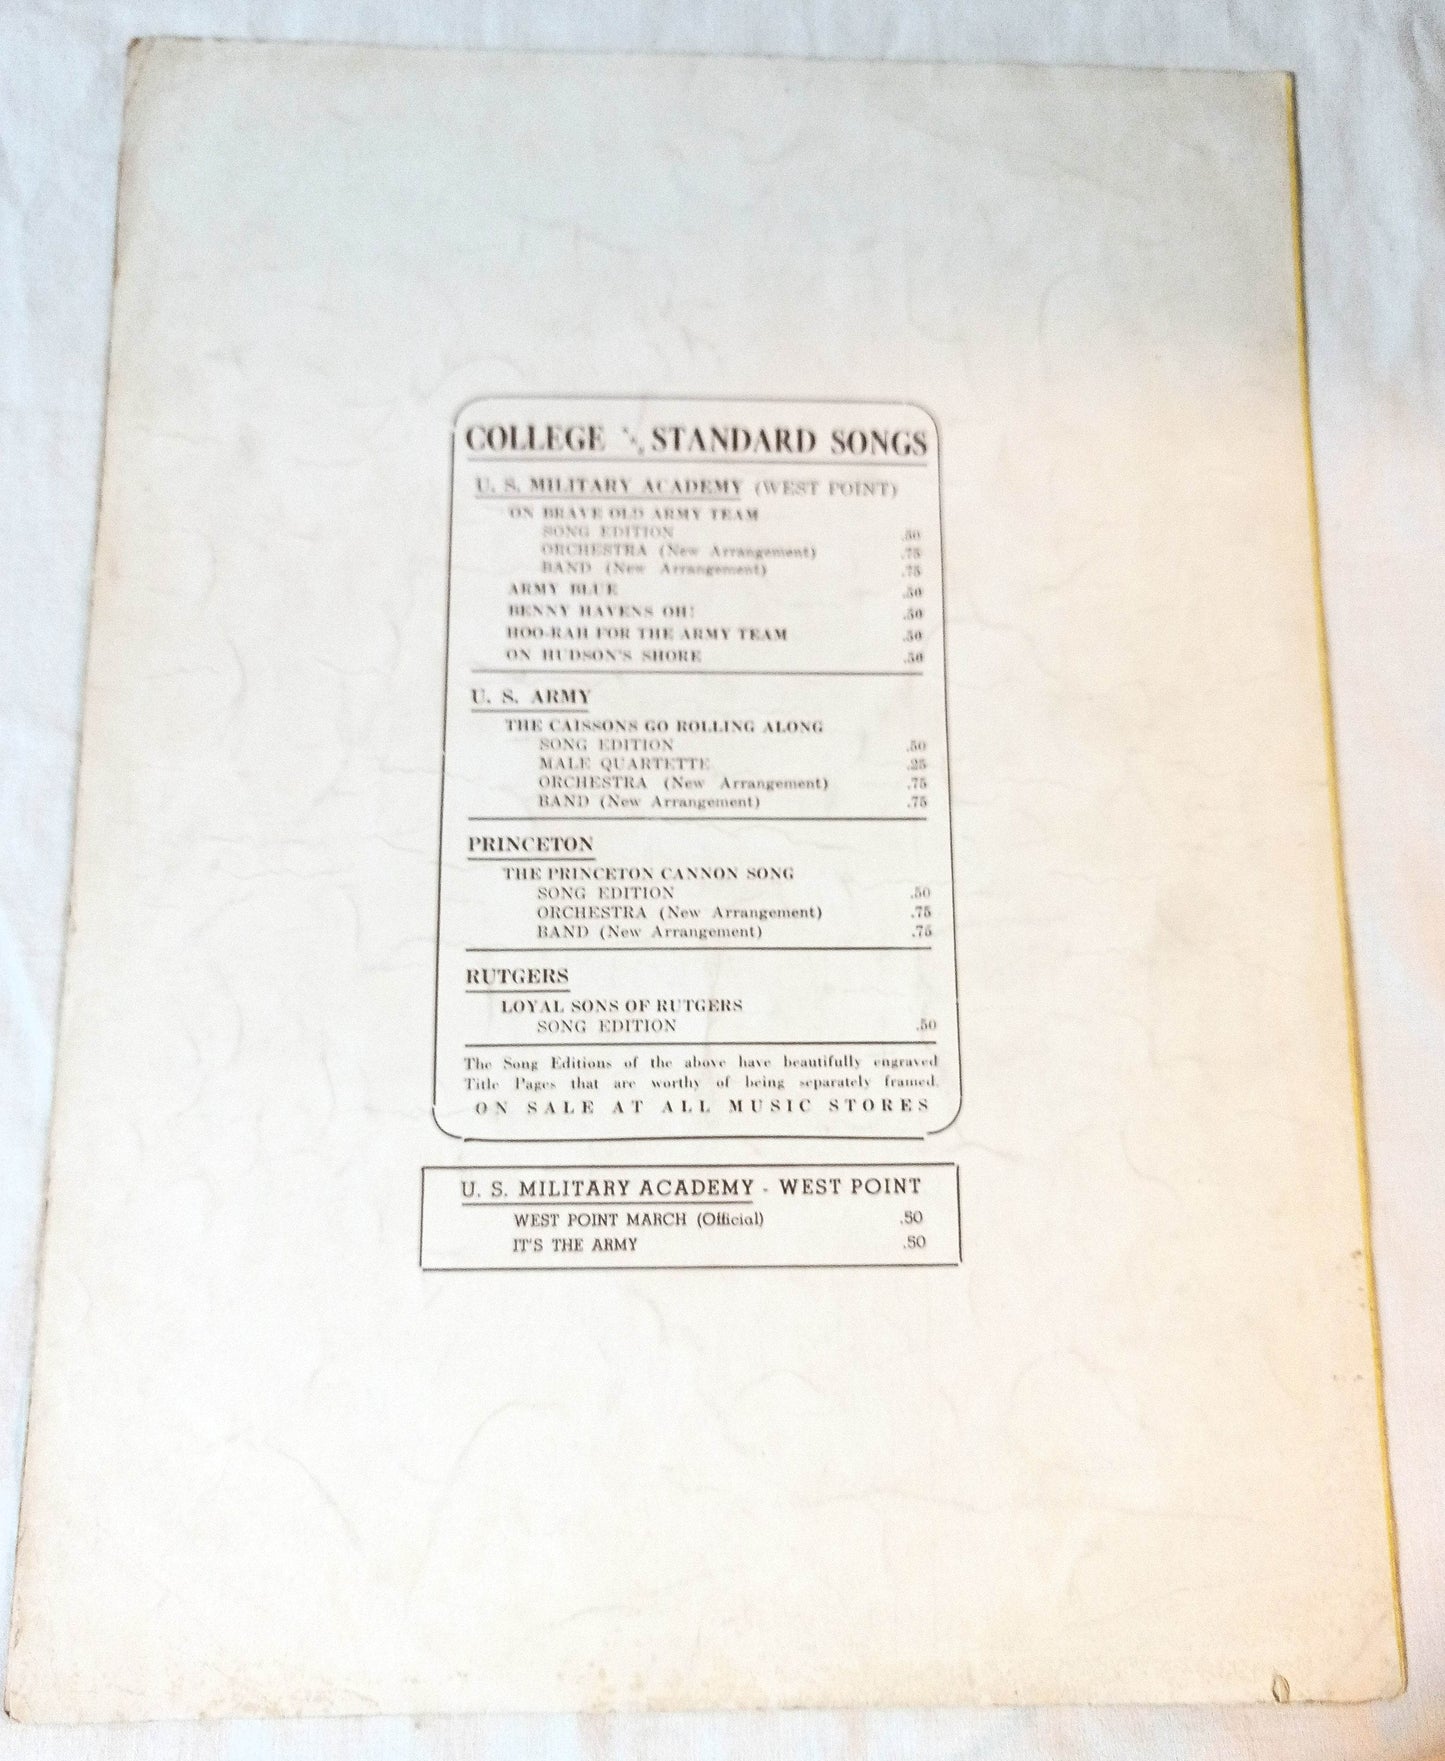 COLLEGE STANDARD SONGS
U. S. MILITARY ACADEMY (WEST POINT)
ON BRAVE OLD ARMY TEAM
SONG EDITION .50
ORCHESTRA (New Arrangement) .75
BAND (New Arrangement) .75
ARMY BLUE .50
BENNY HAVENS OH! .50
HOO-RAH FOR THE ARMY TEAM .50
ON HUDSON'S SHORE .50
U. S. ARMY
THE CAISSONS GO ROLLING ALONG
SONG EDITION .50
MALE QUARTETTE .25
ORCHESTRA (New Arrangement) .75
BAND (New Arrangement) .75
PRINCETON
THE PRINCETON CANNON SONG
SONG EDITION .50
ORCHESTRA (New Arrangement) .75
BAND (New Arrangement) .75
RUTGERS
LOYAL SONS OF RUTGERS
SONG EDITION .50
The Song Editions of the above have beautifully engraved
Title Pages that are worthy of being separately framed.
ON SALE AT ALL MUSIC STORES
U. S. MILITARY ACADEMY - WEST POINT
WEST POINT MARCH (Official) .50
IT'S THE ARMY .50